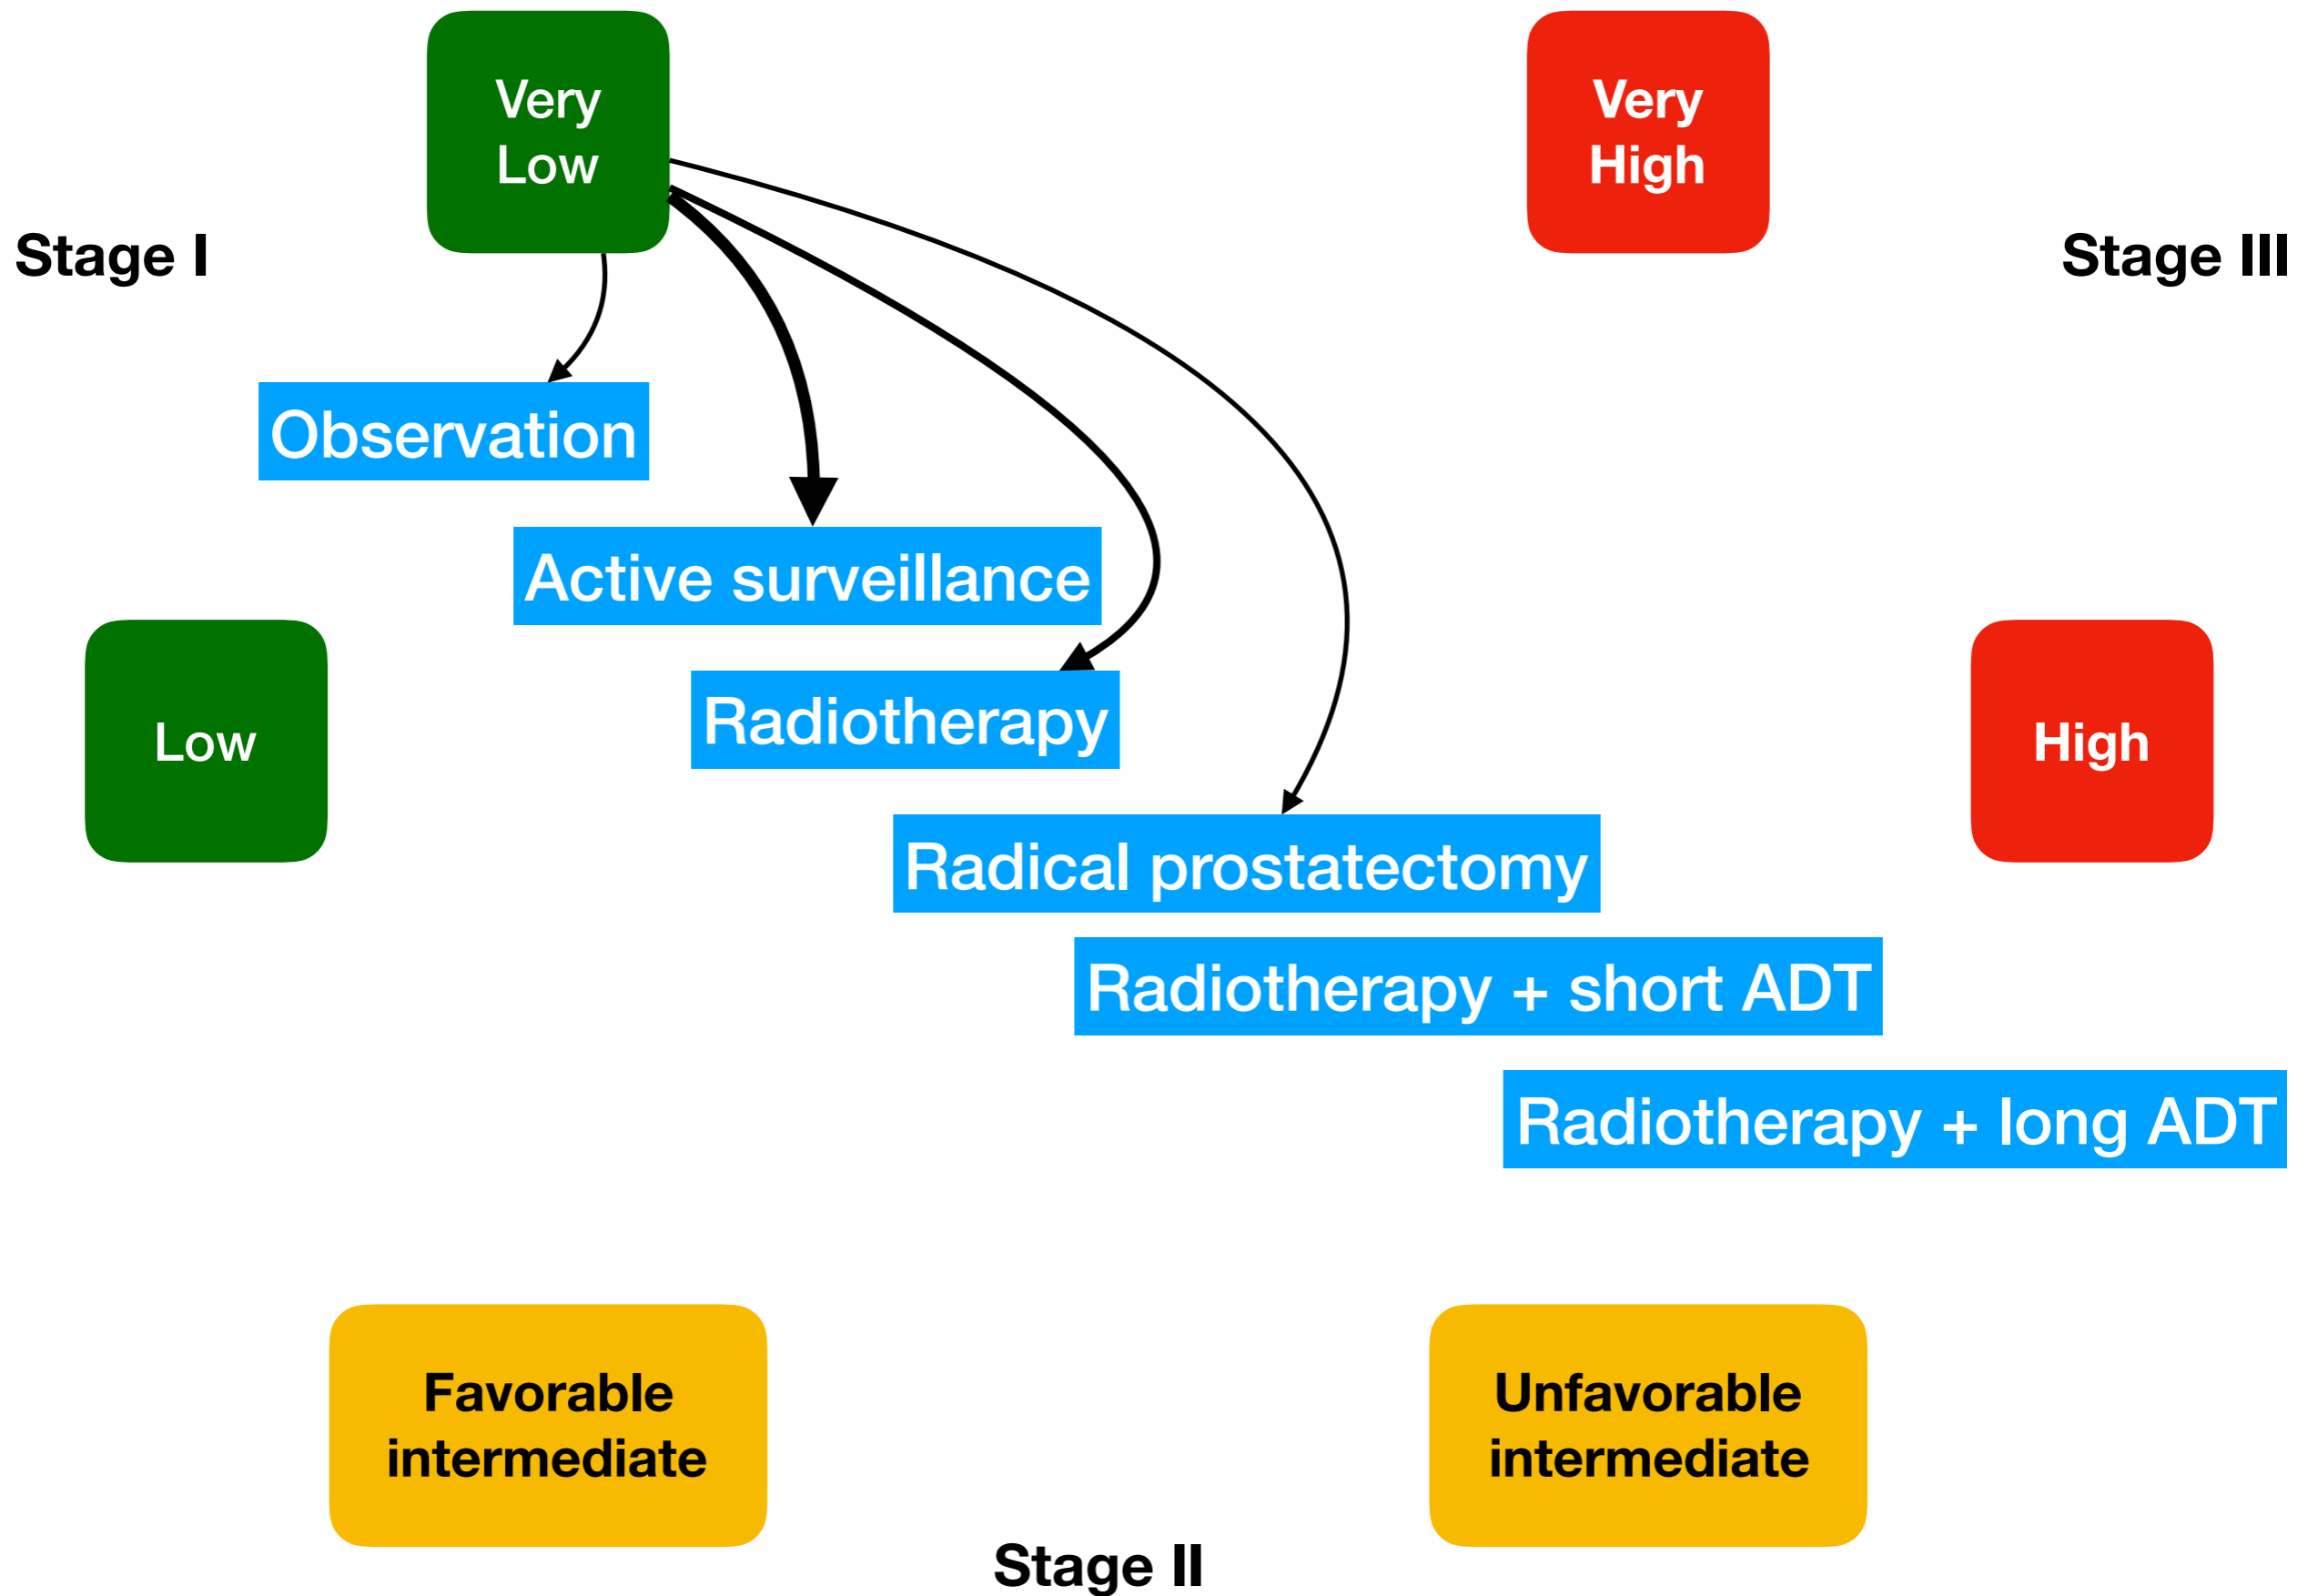 Very
Low
Very
High
Stage I
Stage III
Observation
Active surveillance
Radiotherapy
Low
High
Radical prostatectomy
Radiotherapy + short ADT
Radiotherapy + long ADT
Favorable
intermediate
Unfavorable
intermediate
Stage II